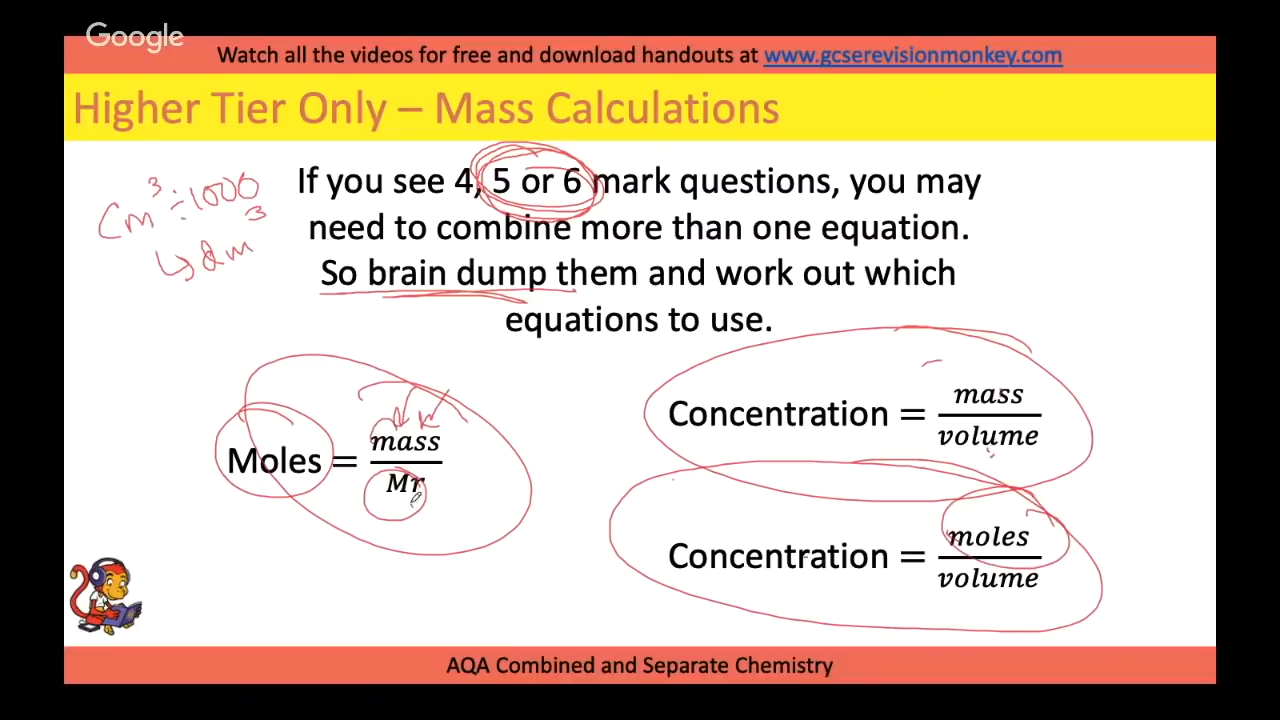 Google
Watch all the videos for free and download handouts at www.gcserevisionmonkey.com
Higher Tier Only – Mass Calculations
cm³ ÷ 1000
↳ dm³
If you see 4, 5 or 6 mark questions, you may
need to combine more than one equation.
So brain dump them and work out which
equations to use.
Moles = mass / Mr
Concentration = mass / volume
Concentration = moles / volume
AQA Combined and Separate Chemistry